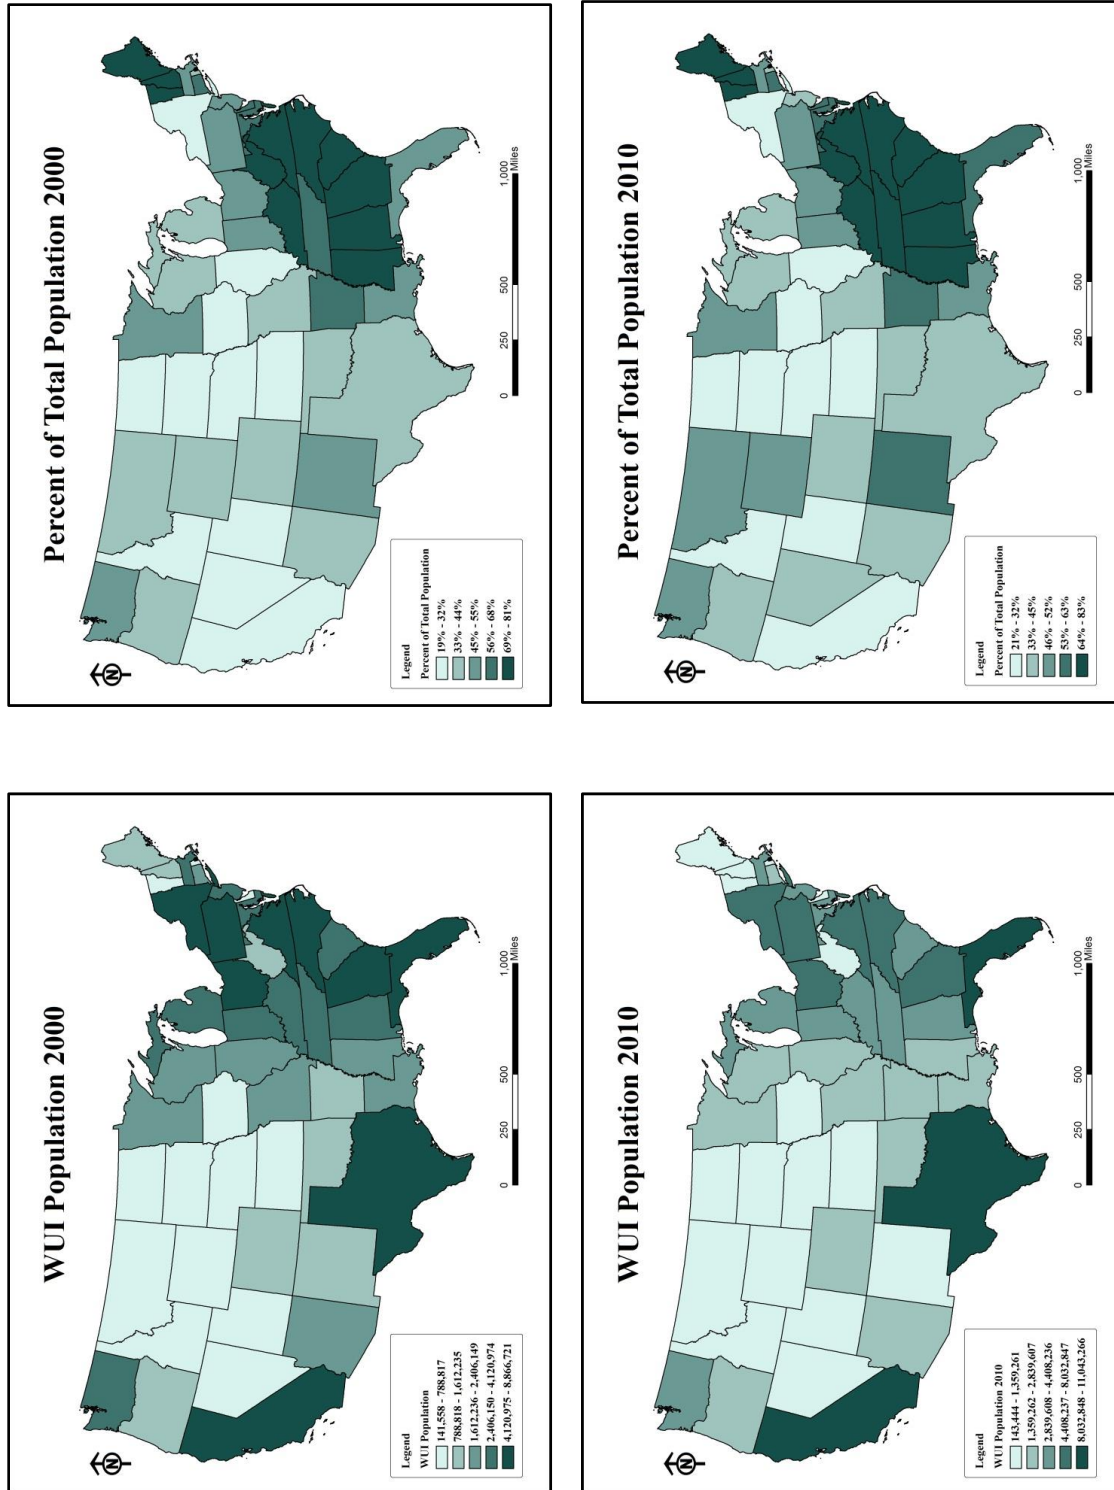 WUI Population 2000
N
Legend
WUI Population
141,558 - 788,817
788,818 - 1,612,235
1,612,236 - 2,406,149
2,406,150 - 4,120,974
4,120,975 - 8,866,721
0 250 500 1,000
Miles
Percent of Total Population 2000
N
Legend
Percent of Total Population
19% - 32%
33% - 44%
45% - 55%
56% - 68%
69% - 81%
0 250 500 1,000
Miles
WUI Population 2010
N
Legend
WUI Population 2010
143,444 - 1,359,261
1,359,262 - 2,839,607
2,839,608 - 4,408,236
4,408,237 - 8,032,847
8,032,848 - 11,043,266
0 250 500 1,000
Miles
Percent of Total Population 2010
N
Legend
Percent of Total Population
21% - 32%
33% - 45%
46% - 52%
53% - 63%
64% - 83%
0 250 500 1,000
Miles